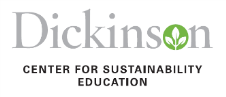 Dickinson
CENTER FOR SUSTAINABILITY
EDUCATION